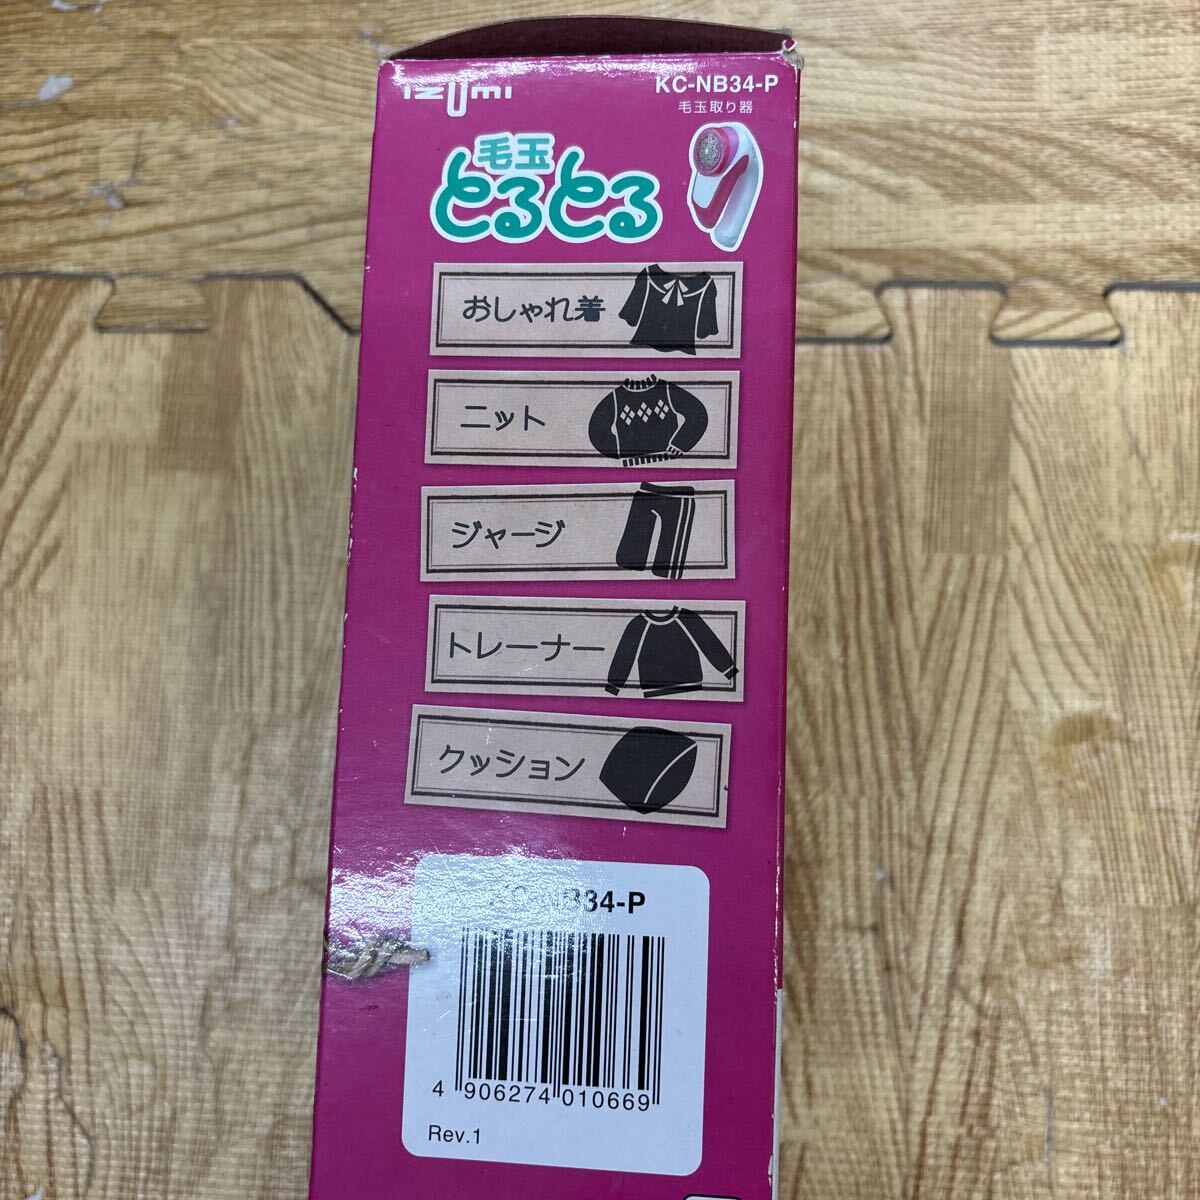 IZUMI
KC-NB34-P
毛玉取り器
毛玉
とるとる
おしゃれ着
ニット
ジャージ
トレーナー
クッション
KC-NB34-P
4 906274 010669
Rev.1